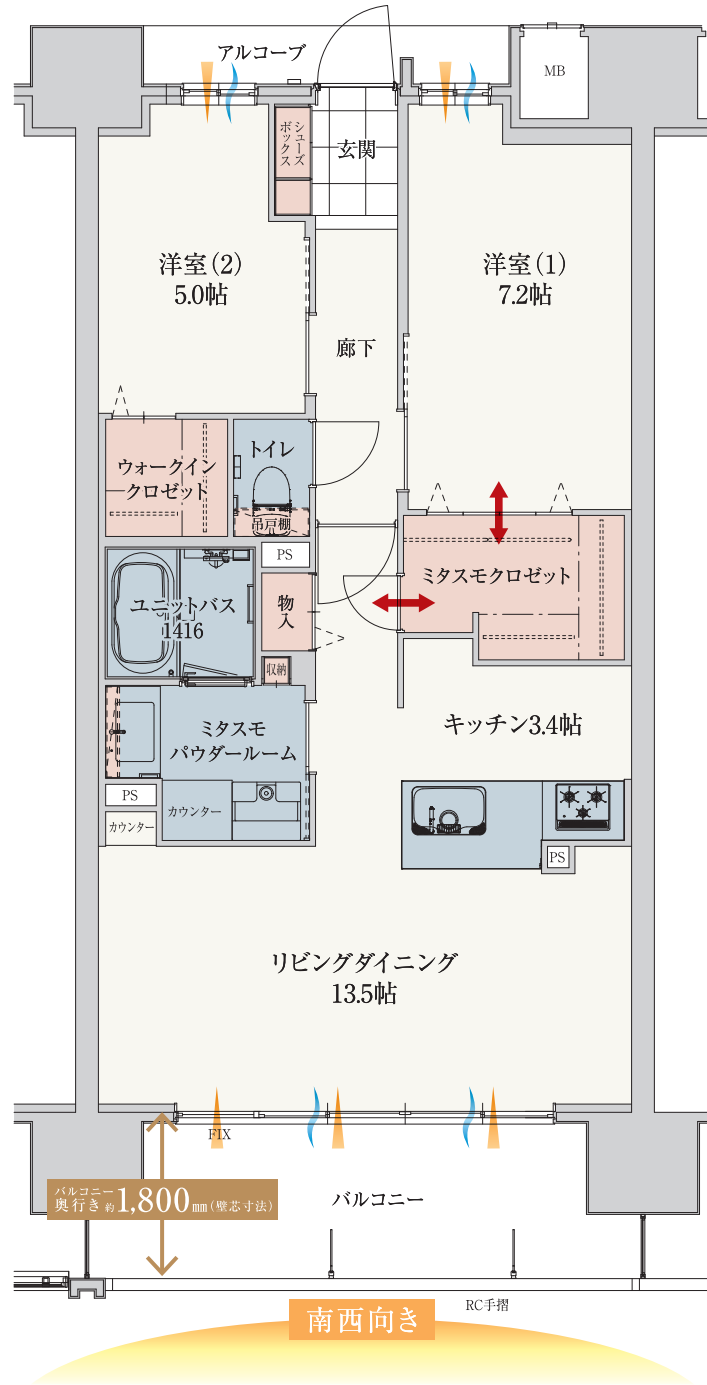 アルコーブ
MB
シューズ
ボックス
玄関
洋室(2)
5.0帖
洋室(1)
7.2帖
廊下
トイレ
ウォークイン
クロゼット
吊戸棚
PS
ミタスモクロゼット
物入
ユニットバス
1416
収納
ミタスモ
パウダールーム
キッチン3.4帖
PS
カウンター
カウンター
PS
リビングダイニング
13.5帖
FIX
バルコニー
奥行き約1,800mm(壁芯寸法)
バルコニー
RC手摺
南西向き